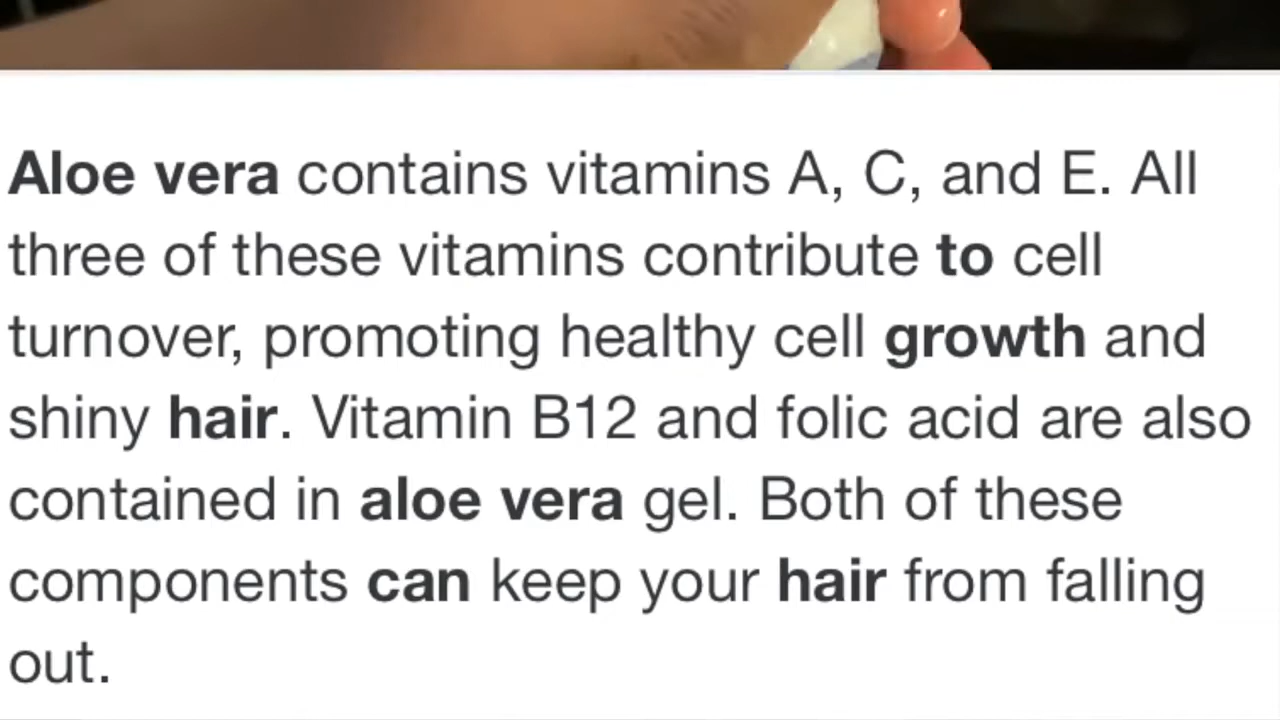 Aloe vera contains vitamins A, C, and E. All
three of these vitamins contribute to cell
turnover, promoting healthy cell growth and
shiny hair. Vitamin B12 and folic acid are also
contained in aloe vera gel. Both of these
components can keep your hair from falling
out.